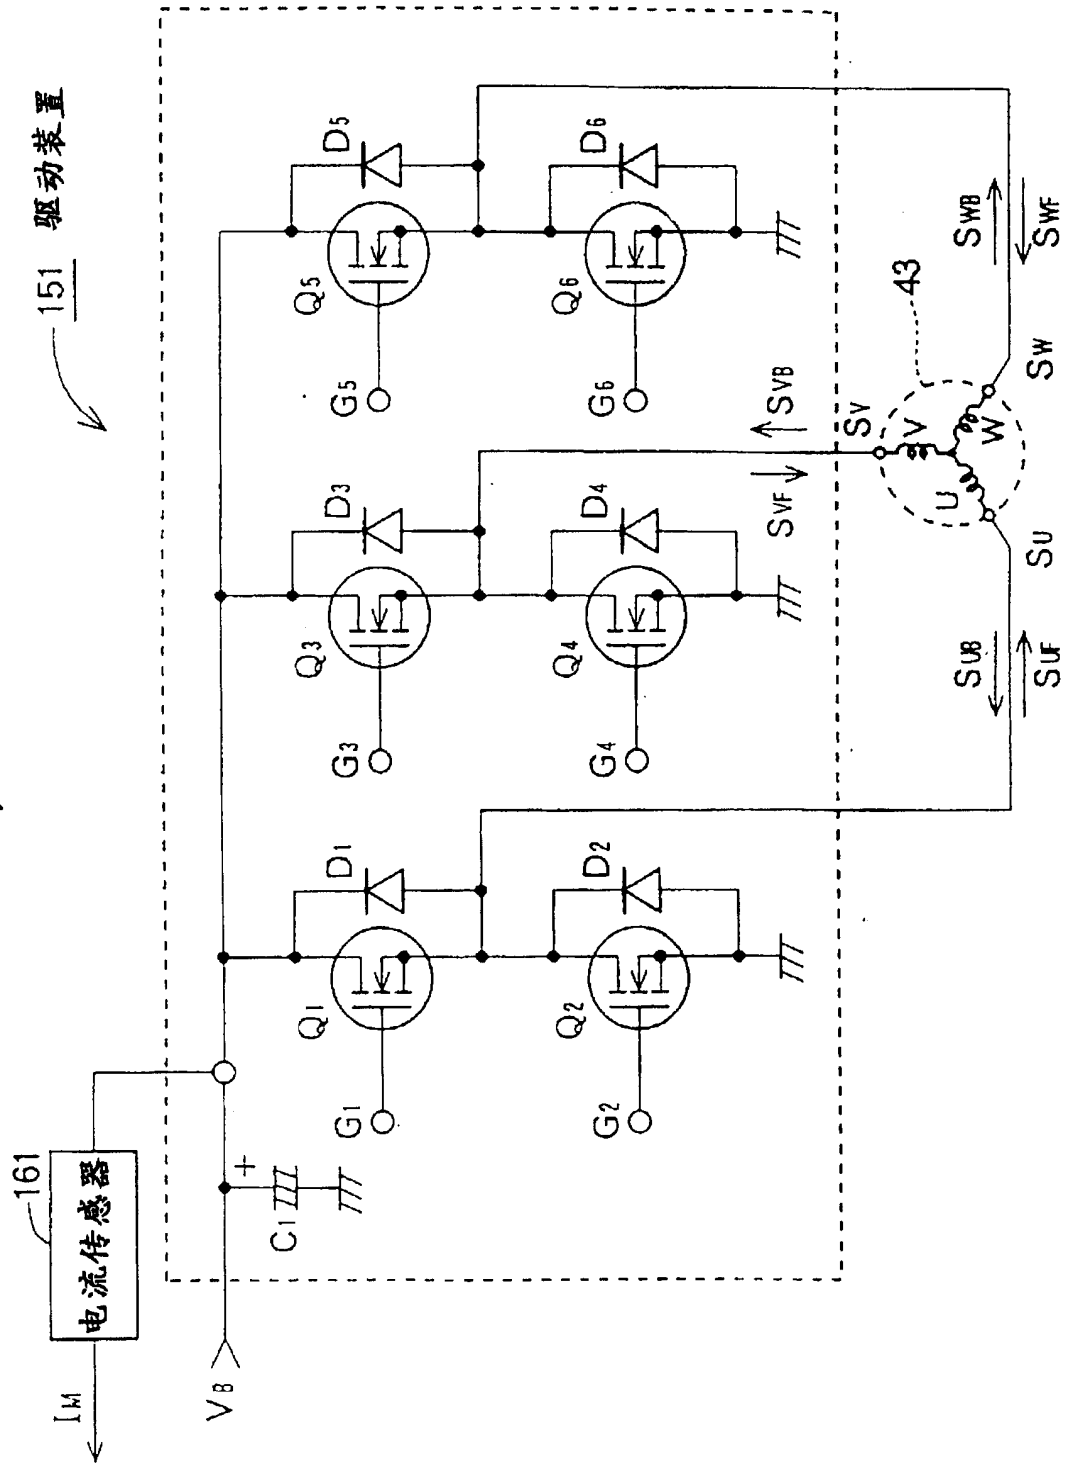 151 驱动装置
161
电流传感器
IM
VB
C1
+
Q1
D1
G1
Q2
D2
G2
Q3
D3
G3
Q4
D4
G4
Q5
D5
G5
Q6
D6
G6
SUB
SUF
SVF
SVB
SWB
SWF
SU
SV
SW
U
V
W
43